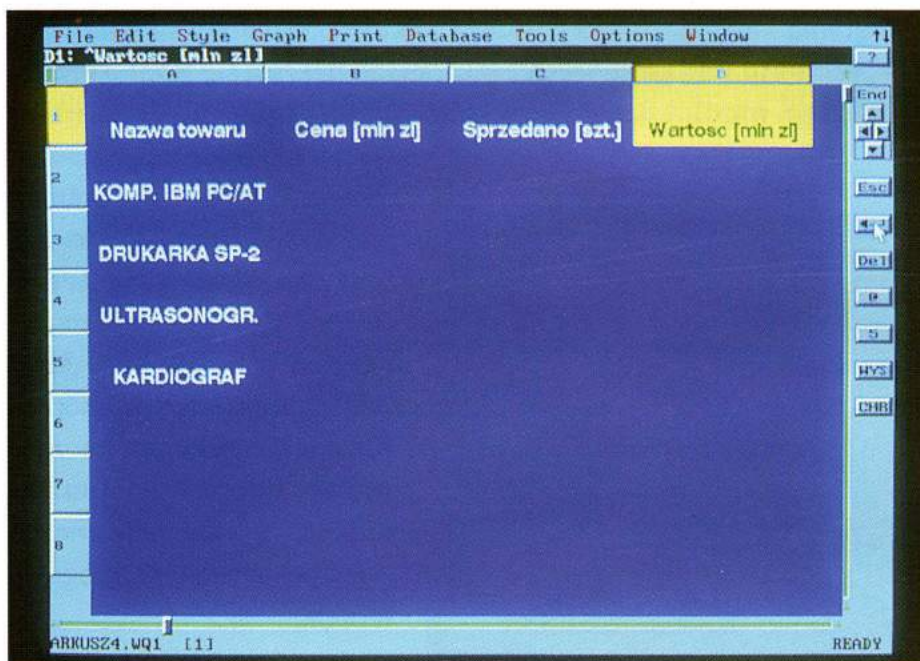 File Edit Style Graph Print Database Tools Options Window ↑↓
D1: ^Wartosc [mln zl] ?
A B C D
End
1 Nazwa towaru Cena [mln zl] Sprzedano [szt.] Wartosc [mln zl]
2 KOMP. IBM PC/AT Esc
3 DRUKARKA SP-2 Del
4 ULTRASONOGR. @
5
5 KARDIOGRAF WYS
CHR
6
7
8
ARKUSZ4.WQ1 [1] READY